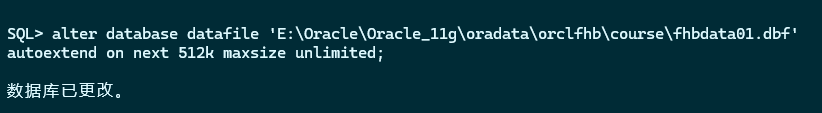 SQL> alter database datafile 'E:\Oracle\Oracle_11g\oradata\orclfhb\course\fhbdata01.dbf'
autoextend on next 512k maxsize unlimited;
数据库已更改。